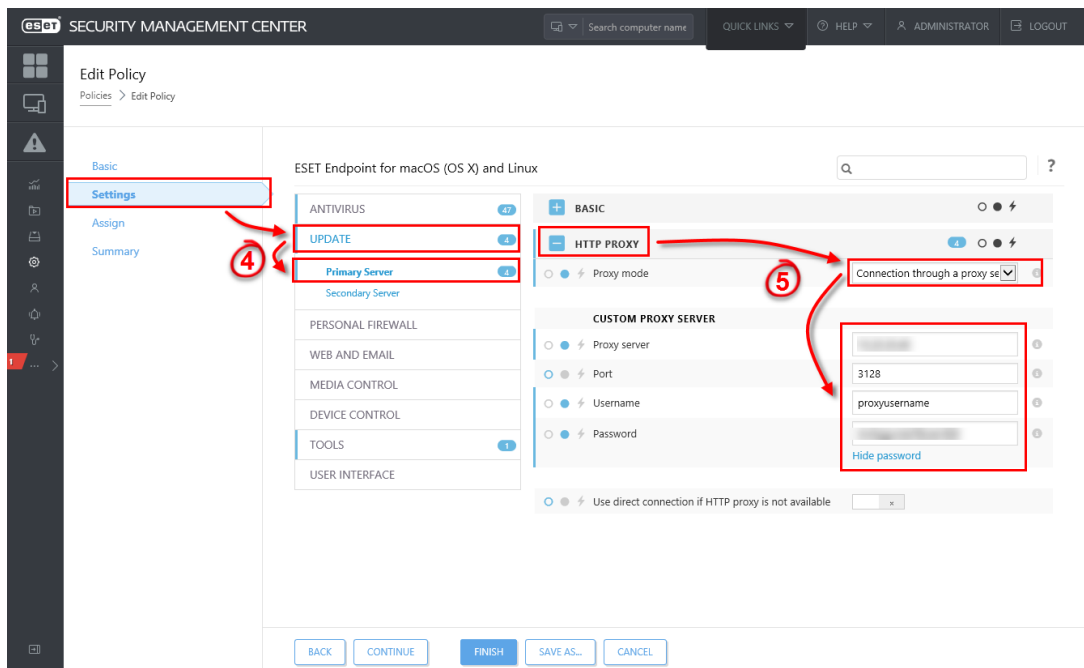 eset SECURITY MANAGEMENT CENTER
Search computer name
QUICK LINKS
? HELP
ADMINISTRATOR
LOGOUT
Edit Policy
Policies > Edit Policy
Basic
Settings
Assign
Summary
1
...
4
ESET Endpoint for macOS (OS X) and Linux
?
ANTIVIRUS 47
UPDATE 4
Primary Server 4
Secondary Server
PERSONAL FIREWALL
WEB AND EMAIL
MEDIA CONTROL
DEVICE CONTROL
TOOLS 1
USER INTERFACE
+ BASIC
− HTTP PROXY 4
5
Proxy mode Connection through a proxy se
CUSTOM PROXY SERVER
Proxy server
Port 3128
Username proxyusername
Password
Hide password
Use direct connection if HTTP proxy is not available ×
BACK CONTINUE FINISH SAVE AS... CANCEL